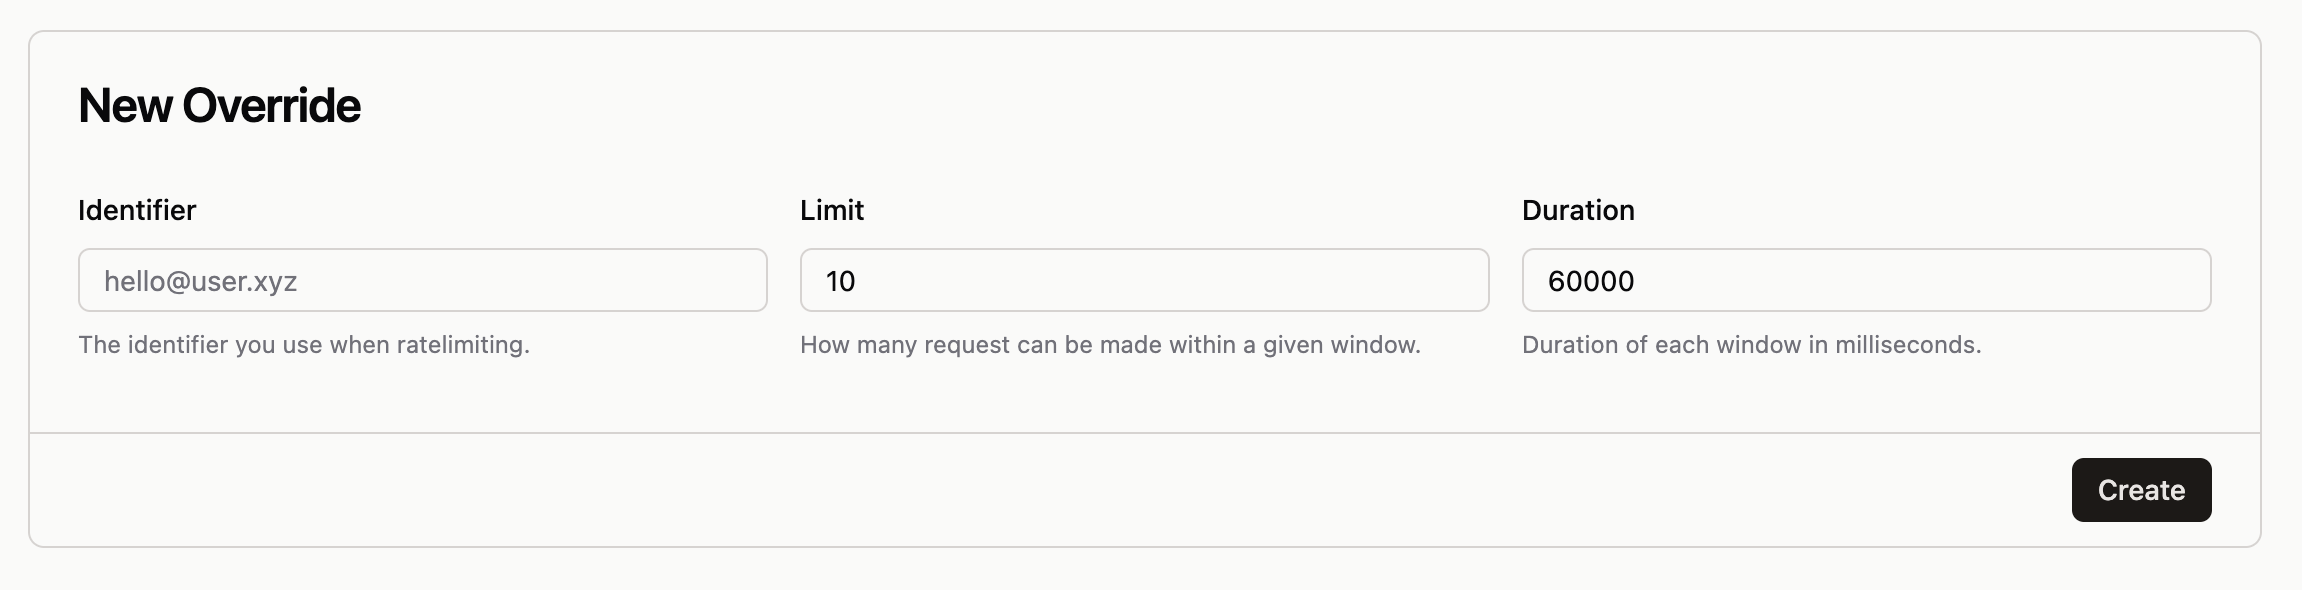 New Override
Identifier
hello@user.xyz
The identifier you use when ratelimiting.
Limit
10
How many request can be made within a given window.
Duration
60000
Duration of each window in milliseconds.
Create